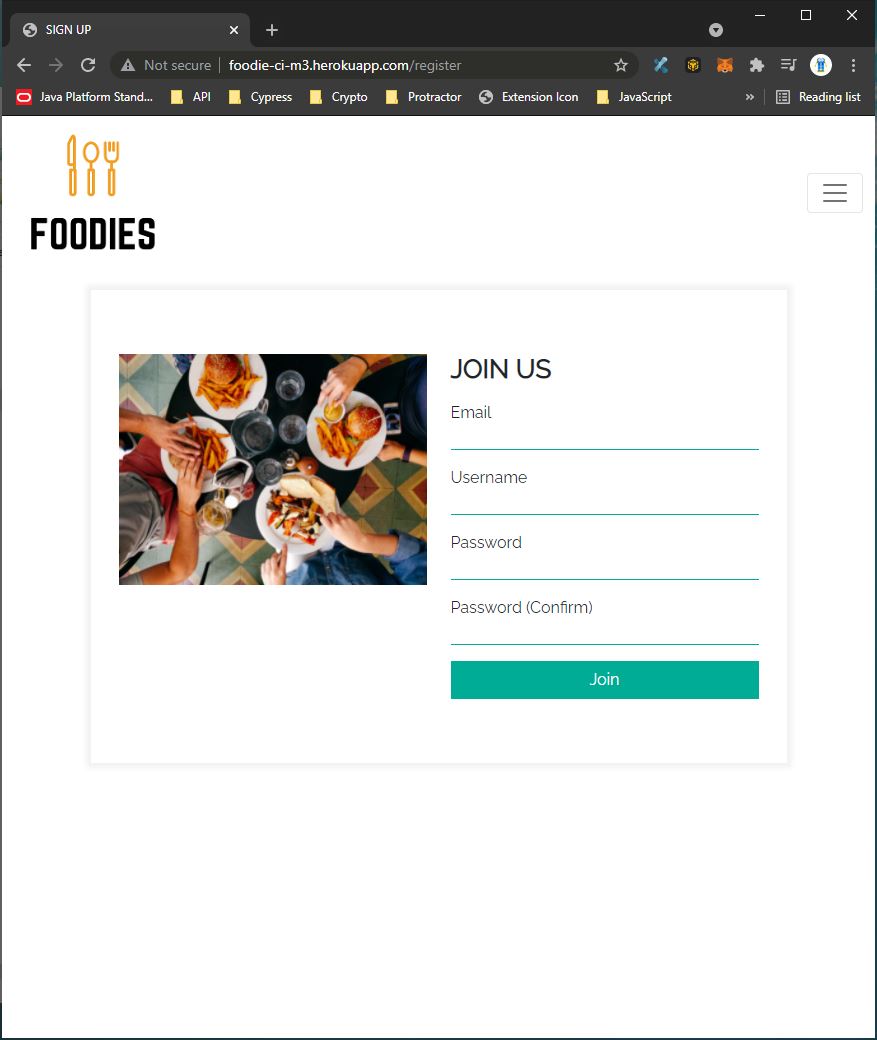 SIGN UP
Not secure
foodie-ci-m3.herokuapp.com/register
Java Platform Stand...
API
Cypress
Crypto
Protractor
Extension Icon
JavaScript
»
Reading list
FOODIES
JOIN US
Email
Username
Password
Password (Confirm)
Join